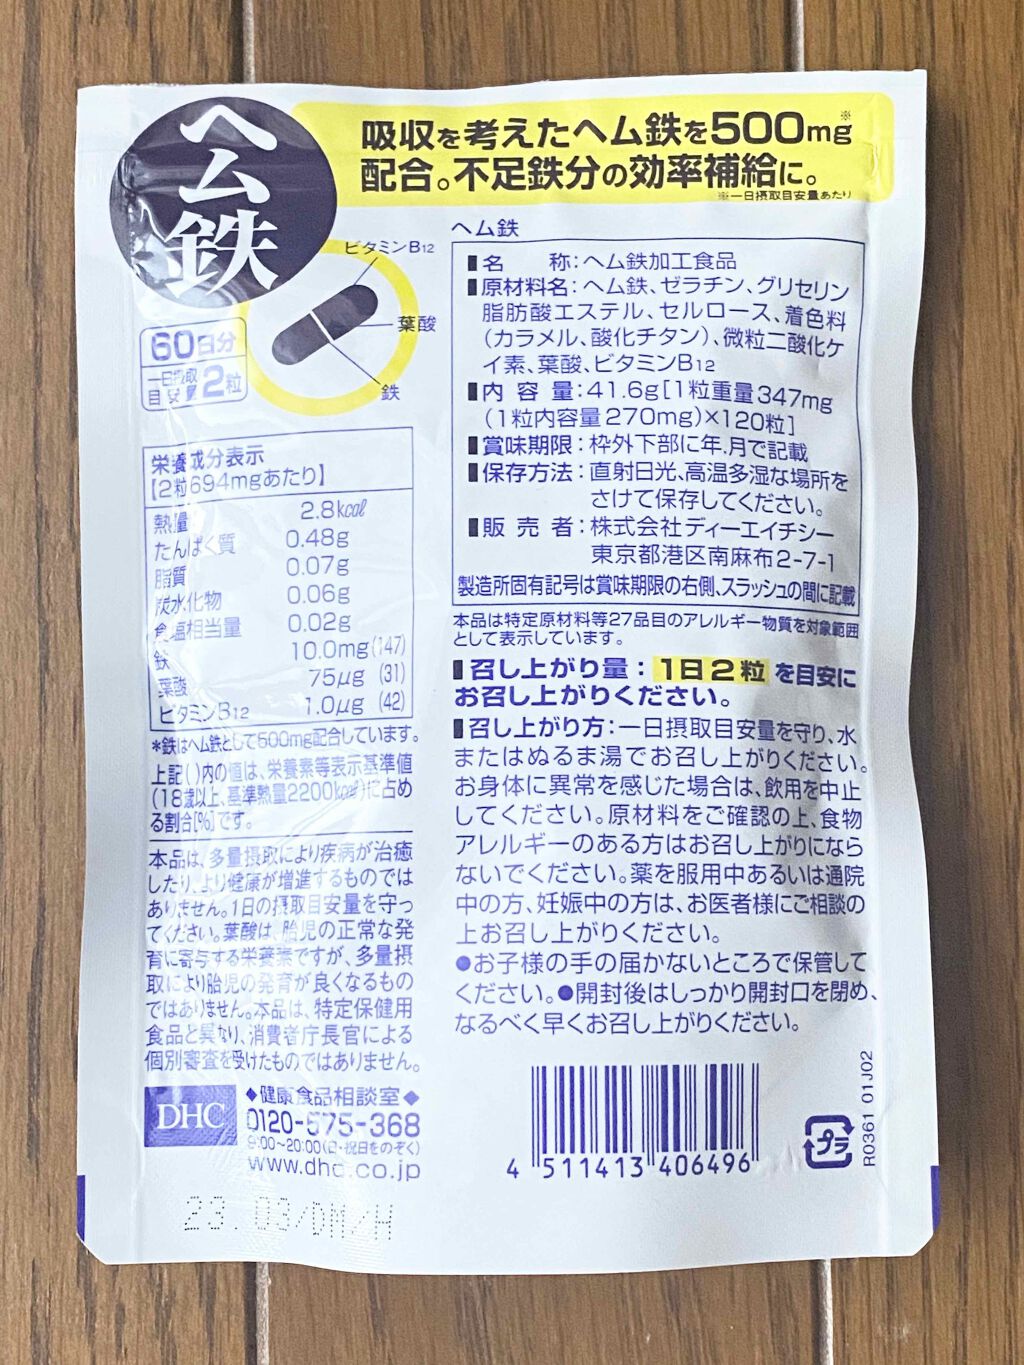 ヘム鉄
吸収を考えたヘム鉄を500mg※
配合。不足鉄分の効率補給に。
※一日摂取目安量あたり
ビタミンB12
葉酸
鉄
60日分
一日摂取
目安量2粒
栄養成分表示
【2粒694mgあたり】
熱量 2.8kcal
たんぱく質 0.48g
脂質 0.07g
炭水化物 0.06g
食塩相当量 0.02g
鉄 10.0mg(147)
葉酸 75μg (31)
ビタミンB12 1.0μg (42)
*鉄はヘム鉄として500mg配合しています。
上記( )内の値は、栄養素等表示基準値
(18歳以上、基準熱量2200kcal)に占め
る割合[%]です。
本品は、多量摂取により疾病が治癒
したり、より健康が増進するものでは
ありません。1日の摂取目安量を守っ
てください。葉酸は、胎児の正常な発
育に寄与する栄養素ですが、多量摂
取により胎児の発育が良くなるもの
ではありません。本品は、特定保健用
食品と異なり、消費者庁長官による
個別審査を受けたものではありません。
DHC
◆健康食品相談室◆
0120-575-368
9:00~20:00(日・祝日をのぞく)
www.dhc.co.jp
23.03/DM/H
ヘム鉄
▮名 称:ヘム鉄加工食品
▮原材料名:ヘム鉄、ゼラチン、グリセリン
脂肪酸エステル、セルロース、着色料
(カラメル、酸化チタン)、微粒二酸化ケ
イ素、葉酸、ビタミンB12
▮内 容 量:41.6g[1粒重量347mg
(1粒内容量270mg)×120粒]
▮賞味期限:枠外下部に年.月で記載
▮保存方法:直射日光、高温多湿な場所を
さけて保存してください。
▮販 売 者:株式会社ディーエイチシー
東京都港区南麻布2-7-1
製造所固有記号は賞味期限の右側、スラッシュの間に記載
本品は特定原材料等27品目のアレルギー物質を対象範囲
として表示しています。
▮召し上がり量:1日2粒を目安に
お召し上がりください。
▮召し上がり方:一日摂取目安量を守り、水
またはぬるま湯でお召し上がりください。
お身体に異常を感じた場合は、飲用を中止
してください。原材料をご確認の上、食物
アレルギーのある方はお召し上がりになら
ないでください。薬を服用中あるいは通院
中の方、妊娠中の方は、お医者様にご相談の
上お召し上がりください。
●お子様の手の届かないところで保管して
ください。●開封後はしっかり開封口を閉め、
なるべく早くお召し上がりください。
4 511413 406496
プラ
R0361 01J02